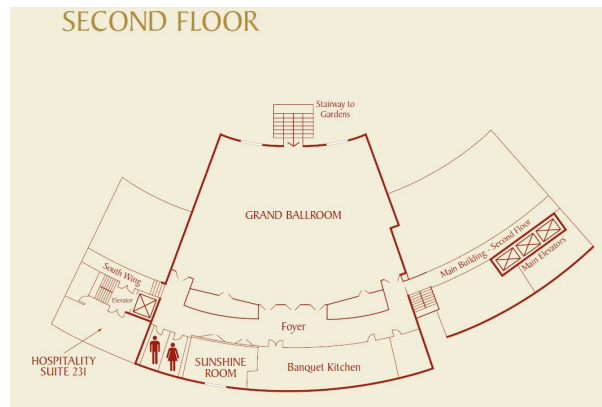 SECOND FLOOR
Stairway to
Gardens
GRAND BALLROOM
Main Building - Second Floor
Main Elevators
South Wing
Elevator
Foyer
HOSPITALITY
SUITE 231
SUNSHINE
ROOM
Banquet Kitchen